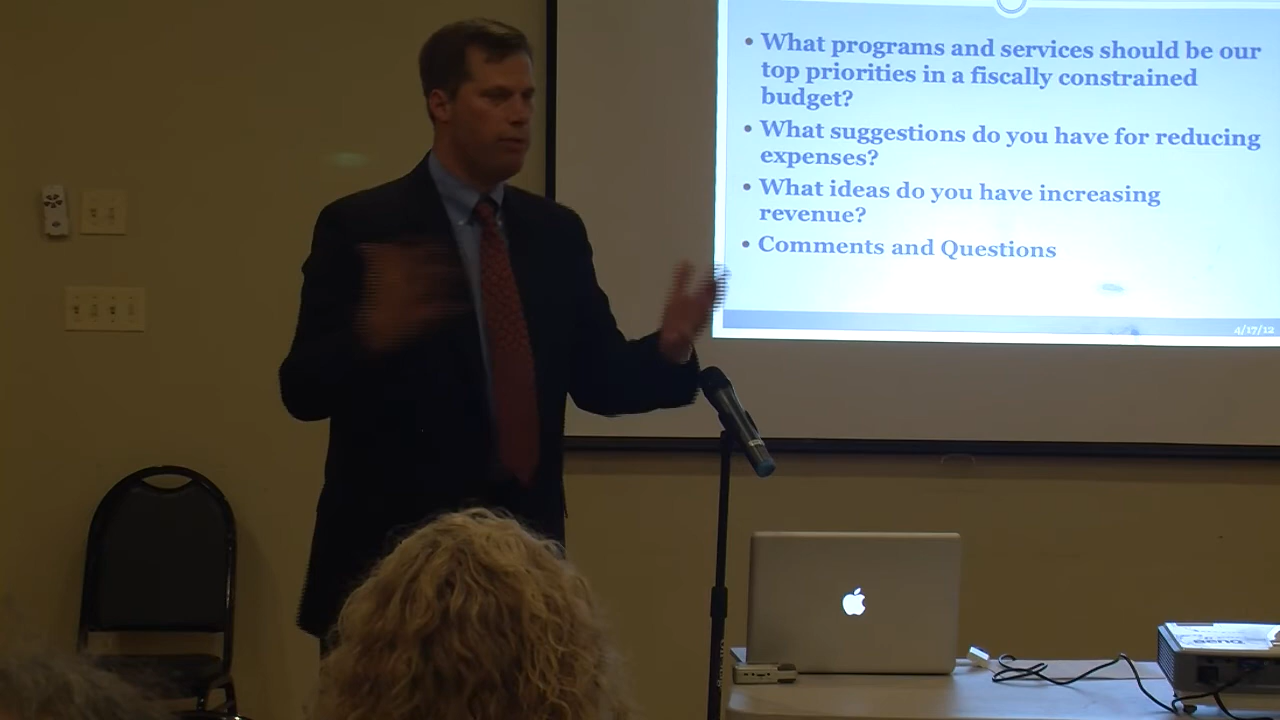 • What programs and services should be our
top priorities in a fiscally constrained
budget?
• What suggestions do you have for reducing
expenses?
• What ideas do you have increasing
revenue?
• Comments and Questions
4/17/12
BenQ